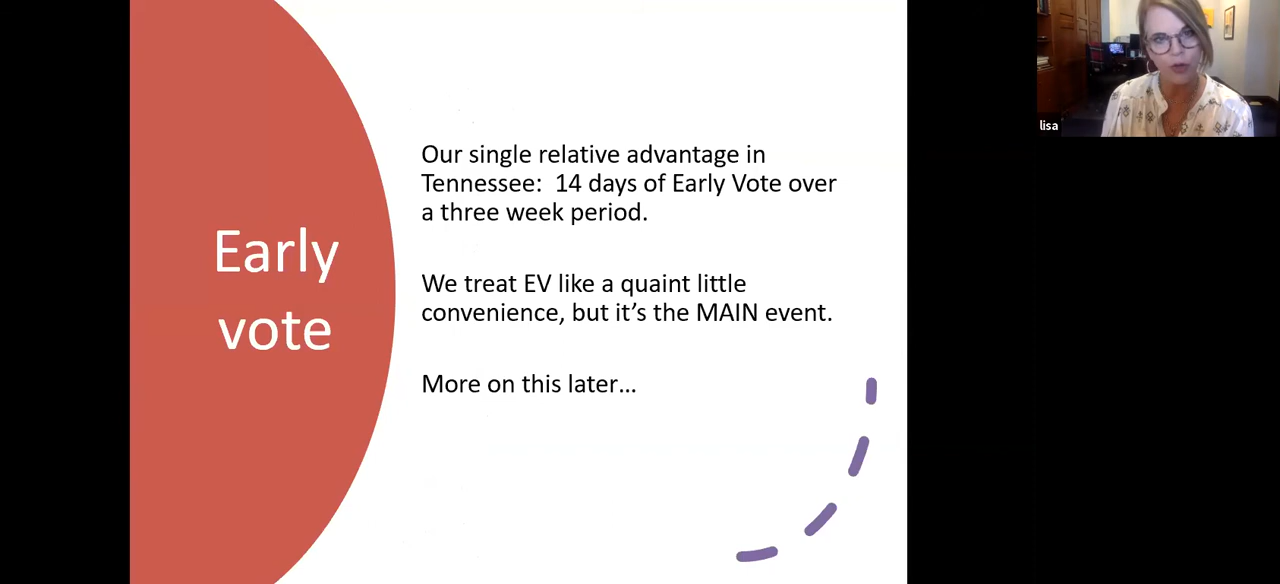 Early
vote
Our single relative advantage in
Tennessee:  14 days of Early Vote over
a three week period.
We treat EV like a quaint little
convenience, but it’s the MAIN event.
More on this later…
lisa